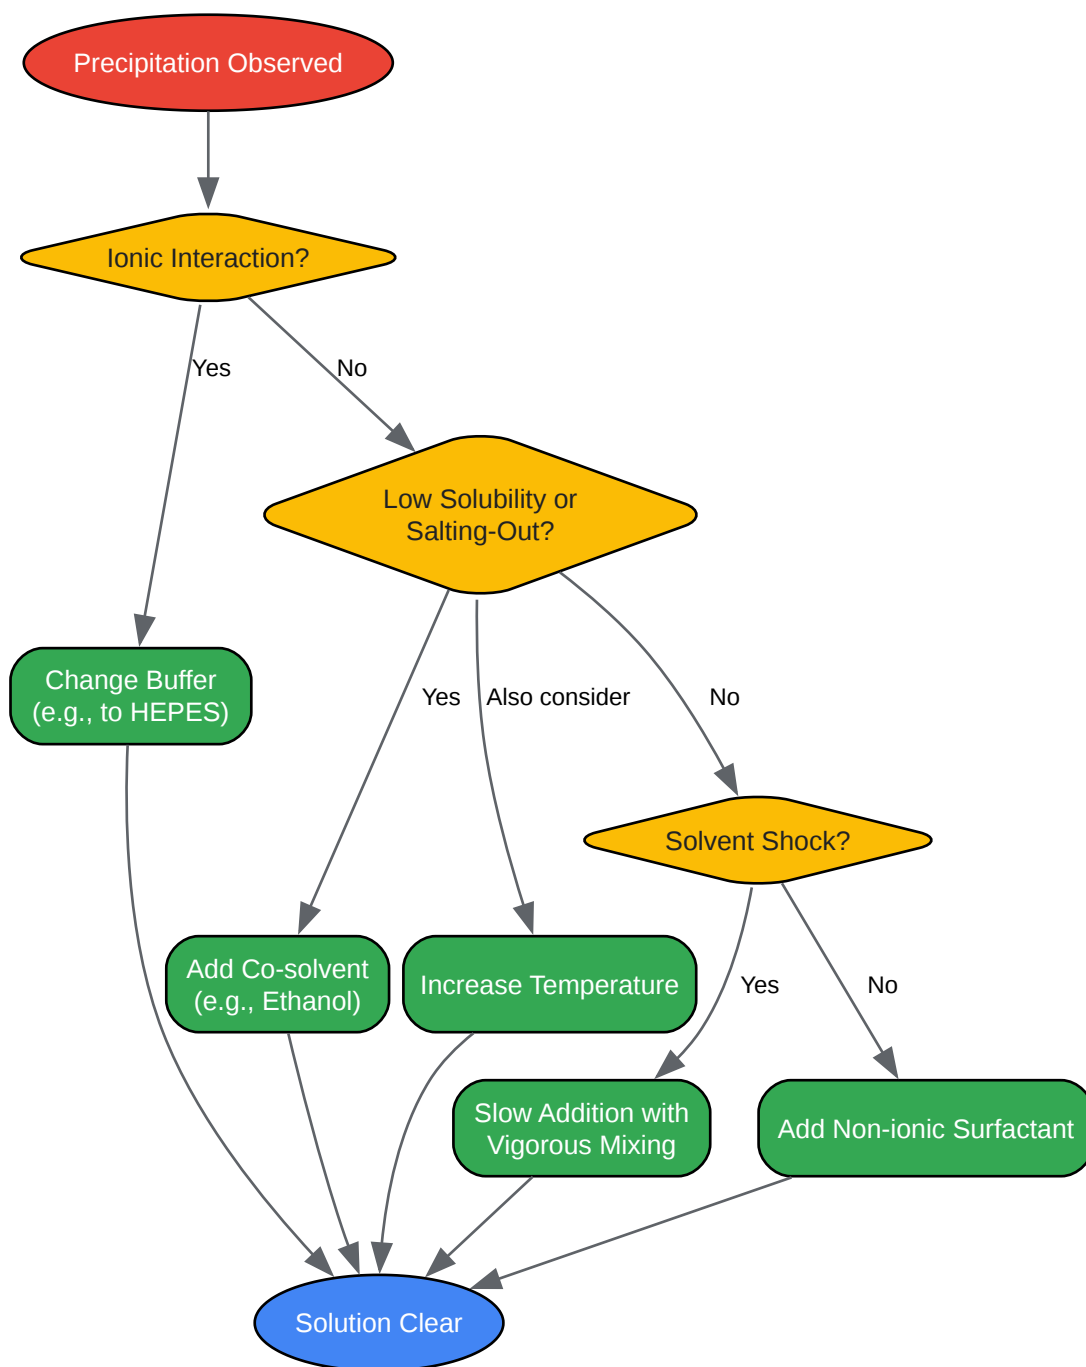 Precipitation Observed
Ionic Interaction?
Yes
No
Low Solubility or
Salting-Out?
Change Buffer
(e.g., to HEPES)
Yes
Also consider
No
Solvent Shock?
Add Co-solvent
(e.g., Ethanol)
Increase Temperature
Yes
No
Slow Addition with
Vigorous Mixing
Add Non-ionic Surfactant
Solution Clear